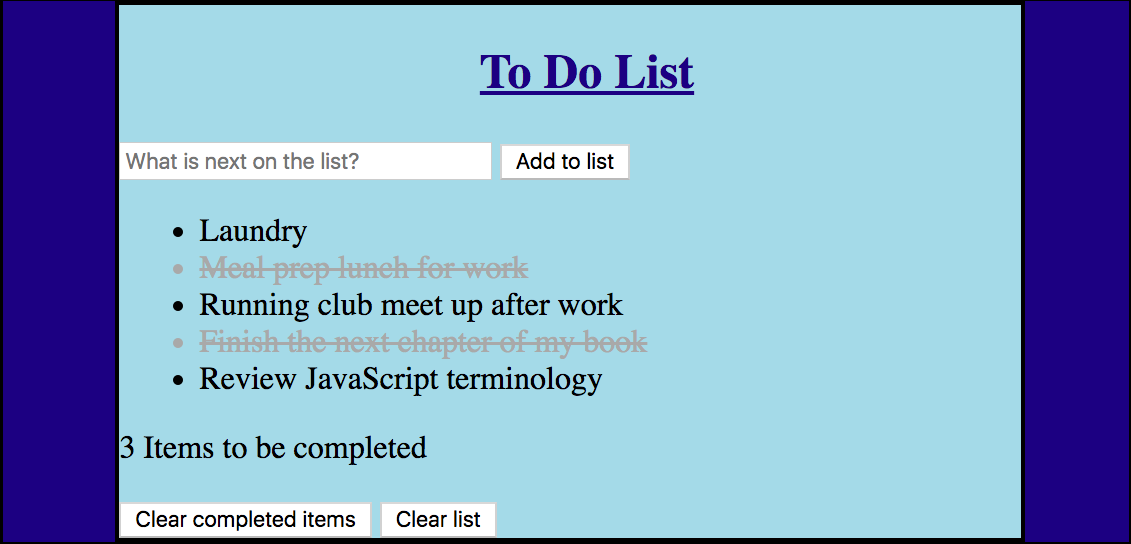 To Do List
What is next on the list? Add to list
Laundry
Meal prep lunch for work
Running club meet up after work
Finish the next chapter of my book
Review JavaScript terminology
3 Items to be completed
Clear completed items Clear list